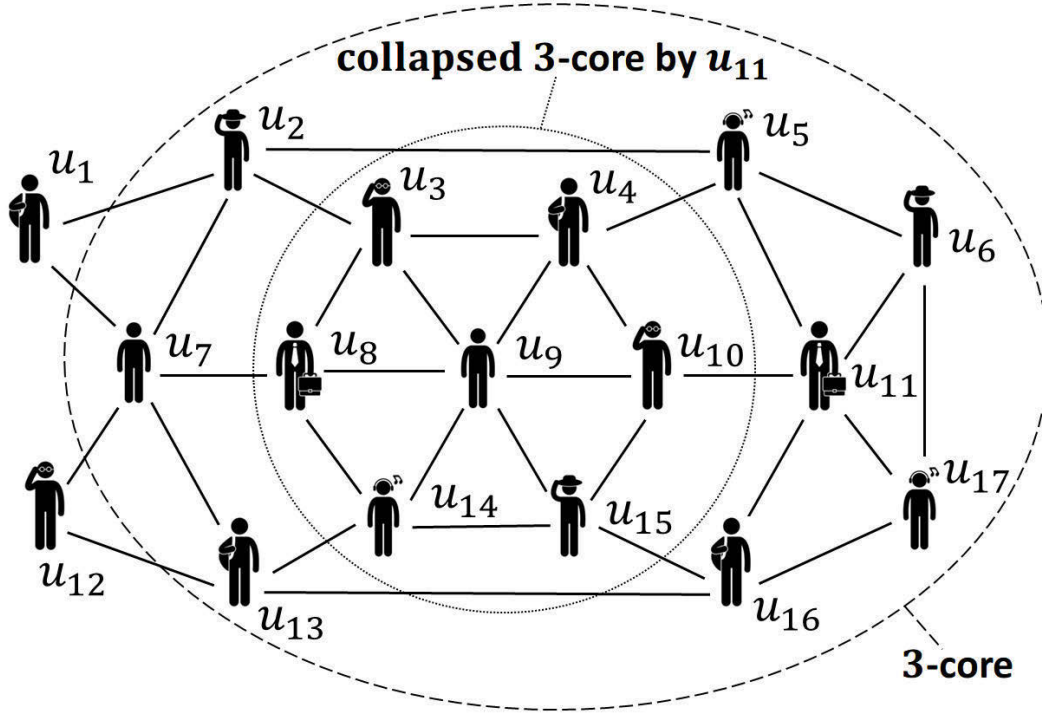 collapsed 3-core by u₁₁
u₂
u₅
u₁
u₃
u₄
u₆
u₇
u₈
u₉
u₁₀
u₁₁
u₁₇
u₁₄
u₁₅
u₁₂
u₁₃
u₁₆
3-core